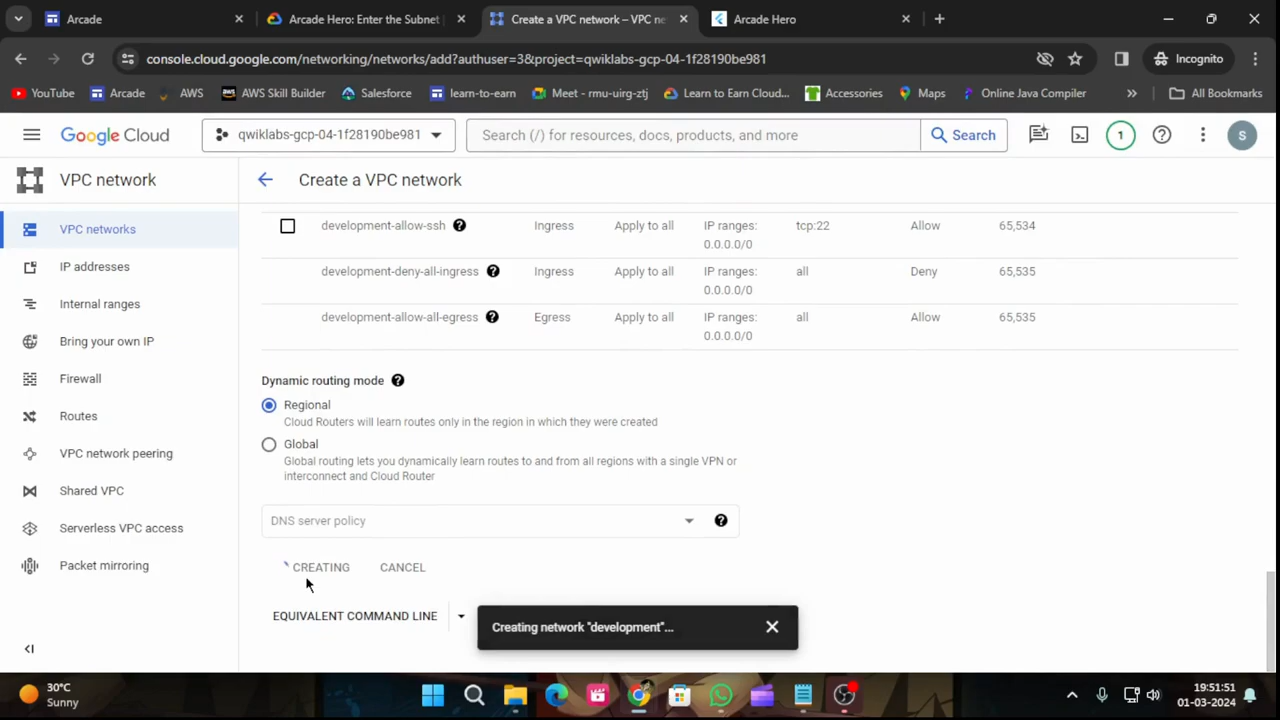 Arcade
Arcade Hero: Enter the Subnet
Create a VPC network – VPC ne
Arcade Hero
console.cloud.google.com/networking/networks/add?authuser=3&project=qwiklabs-gcp-04-1f28190be981
Incognito
YouTube
Arcade
AWS
AWS Skill Builder
Salesforce
learn-to-earn
Meet - rmu-uirg-ztj
Learn to Earn Cloud...
Accessories
Maps
Online Java Compiler
All Bookmarks
Google Cloud
qwiklabs-gcp-04-1f28190be981
Search (/) for resources, docs, products, and more
Search
1
S
VPC network
Create a VPC network
VPC networks
IP addresses
Internal ranges
Bring your own IP
Firewall
Routes
VPC network peering
Shared VPC
Serverless VPC access
Packet mirroring
development-allow-ssh Ingress Apply to all IP ranges: tcp:22 Allow 65,534
0.0.0.0/0
development-deny-all-ingress Ingress Apply to all IP ranges: all Deny 65,535
0.0.0.0/0
development-allow-all-egress Egress Apply to all IP ranges: all Allow 65,535
0.0.0.0/0
Dynamic routing mode
Regional
Cloud Routers will learn routes only in the region in which they were created
Global
Global routing lets you dynamically learn routes to and from all regions with a single VPN or
interconnect and Cloud Router
DNS server policy
CREATING CANCEL
EQUIVALENT COMMAND LINE
Creating network "development"...
30°C
Sunny
19:51:51
01-03-2024